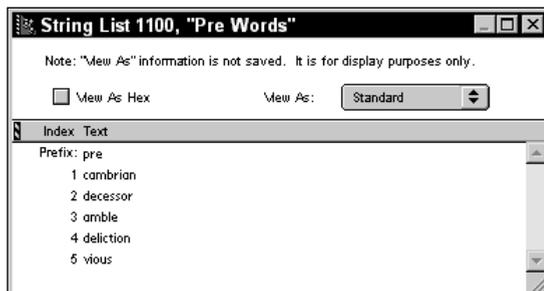 String List 1100, "Pre Words"
Note: "View As" information is not saved. It is for display purposes only.
View As Hex View As: Standard
Index Text
Prefix: pre
1 cambrian
2 decessor
3 amble
4 deliction
5 vious